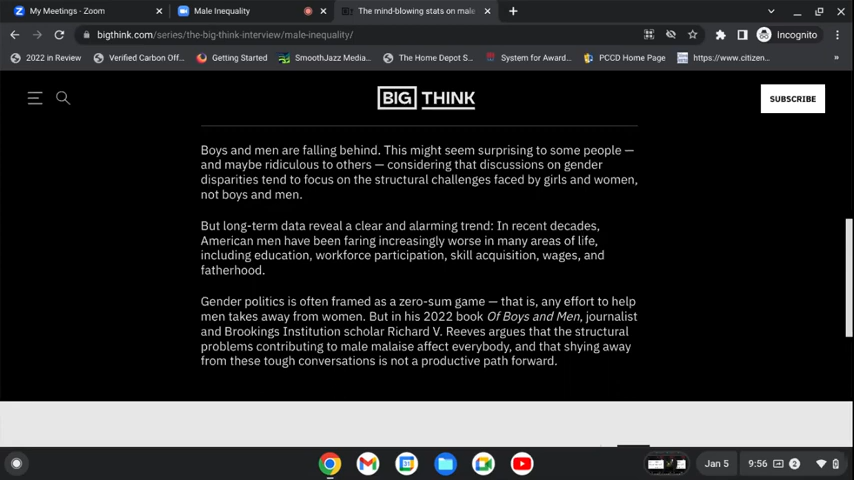 My Meetings - Zoom
Male Inequality
The mind-blowing stats on male
bigthink.com/series/the-big-think-interview/male-inequality/
Incognito
2022 in Review
Verified Carbon Off...
Getting Started
SmoothJazz Media...
The Home Depot S...
System for Award...
PCCD Home Page
https://www.citizen...
BIG THINK
SUBSCRIBE
Boys and men are falling behind. This might seem surprising to some people —
and maybe ridiculous to others — considering that discussions on gender
disparities tend to focus on the structural challenges faced by girls and women,
not boys and men.
But long-term data reveal a clear and alarming trend: In recent decades,
American men have been faring increasingly worse in many areas of life,
including education, workforce participation, skill acquisition, wages, and
fatherhood.
Gender politics is often framed as a zero-sum game — that is, any effort to help
men takes away from women. But in his 2022 book Of Boys and Men, journalist
and Brookings Institution scholar Richard V. Reeves argues that the structural
problems contributing to male malaise affect everybody, and that shying away
from these tough conversations is not a productive path forward.
Jan 5
9:56
2